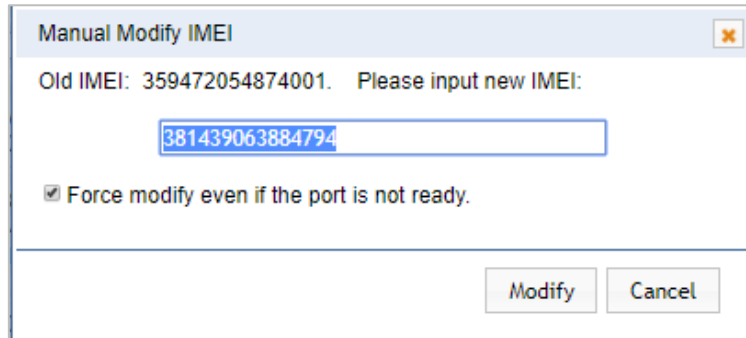 Manual Modify IMEI
Old IMEI: 359472054874001. Please input new IMEI:
381439063884794
Force modify even if the port is not ready.
Modify Cancel